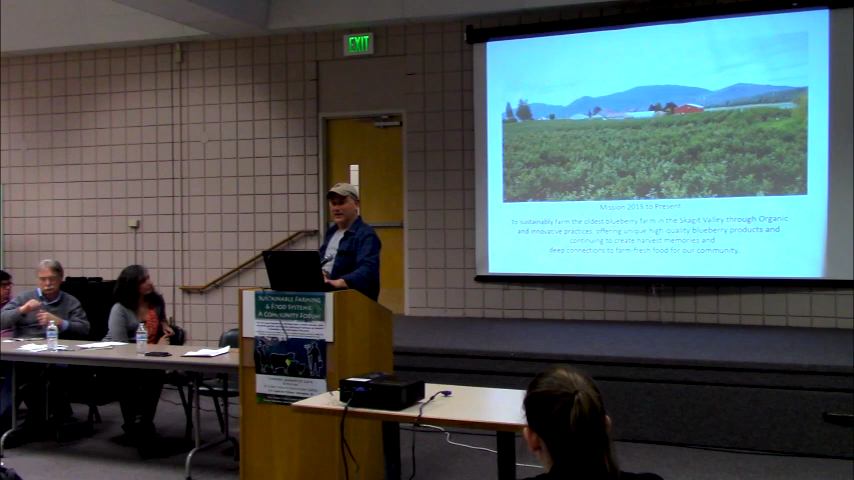 EXIT
Mission 2015 to Present
To sustainably farm the oldest blueberry farm in the Skagit Valley through Organic
and innovative practices, offering unique high quality blueberry products and
continuing to create harvest memories and
deep connections to farm fresh food for our community.
Sustainable Farming
& Food Systems
A Community Forum